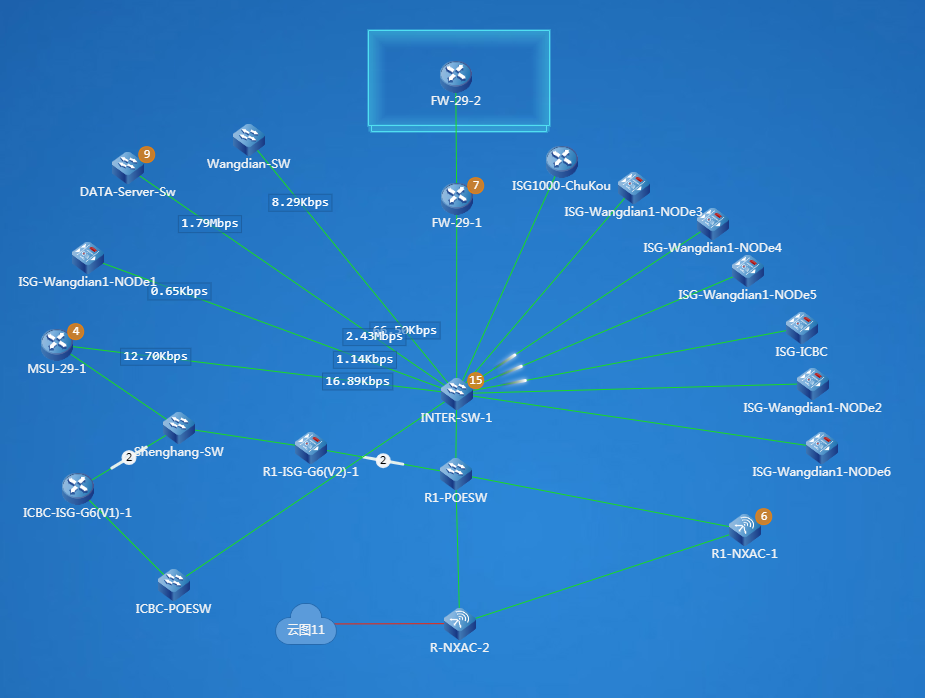 FW-29-2
9
Wangdian-SW
DATA-Server-Sw
ISG1000-ChuKou
7
FW-29-1
8.29Kbps
1.79Mbps
ISG-Wangdian1-NODe3
ISG-Wangdian1-NODe4
ISG-Wangdian1-NODe1
0.65Kbps
ISG-Wangdian1-NODe5
4
MSU-29-1
12.70Kbps
66.50Kbps
2.43Mbps
1.14Kbps
16.89Kbps
ISG-ICBC
15
INTER-SW-1
ISG-Wangdian1-NODe2
2
Shenghang-SW
R1-ISG-G6(V2)-1
2
ISG-Wangdian1-NODe6
R1-POESW
ICBC-ISG-G6(V1)-1
6
R1-NXAC-1
ICBC-POESW
云图11
R-NXAC-2